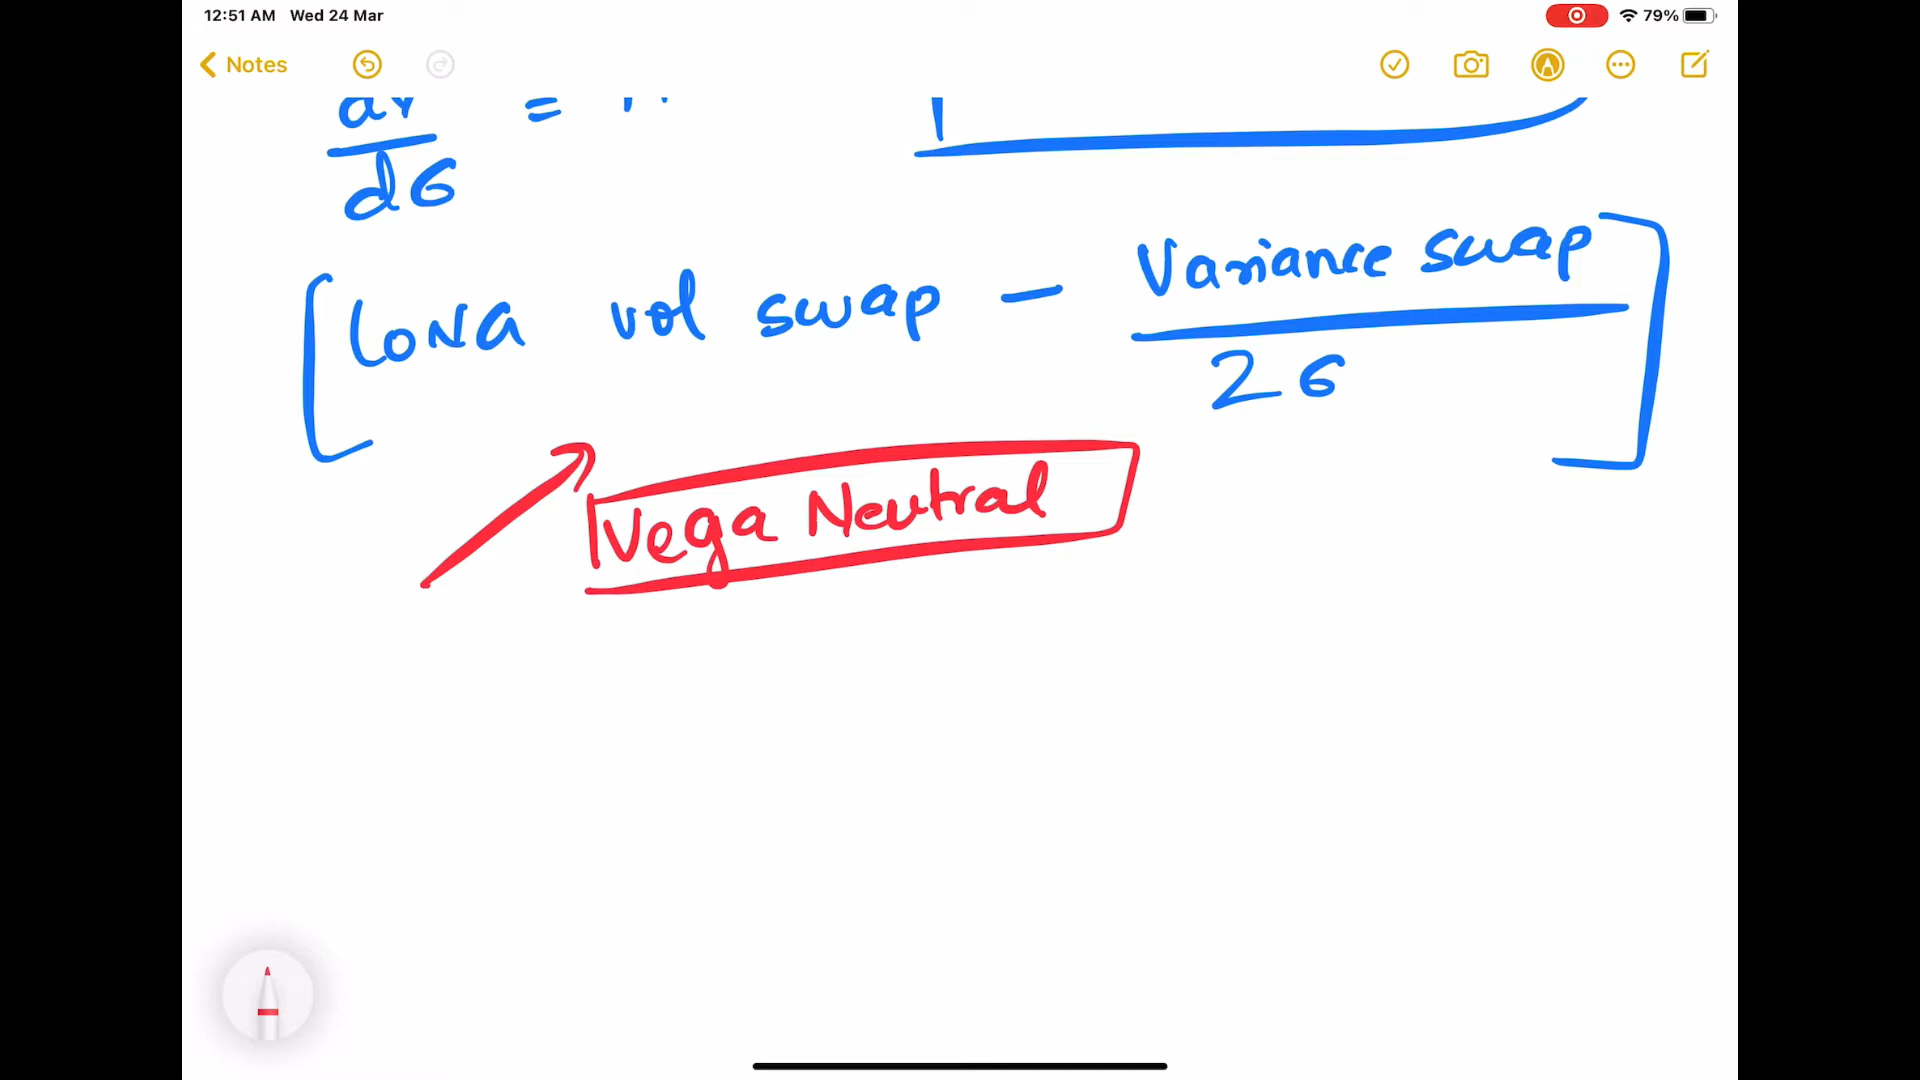 12:51 AM Wed 24 Mar 79%
Notes
=
dσ
[LONG vol swap - Variance swap
2σ]
Vega Neutral